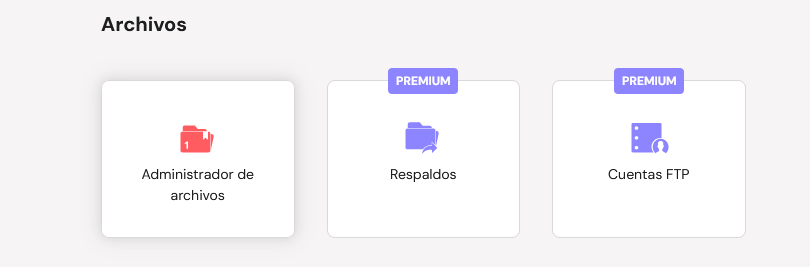 Archivos
PREMIUM
PREMIUM
1
Administrador de
archivos
Respaldos
Cuentas FTP